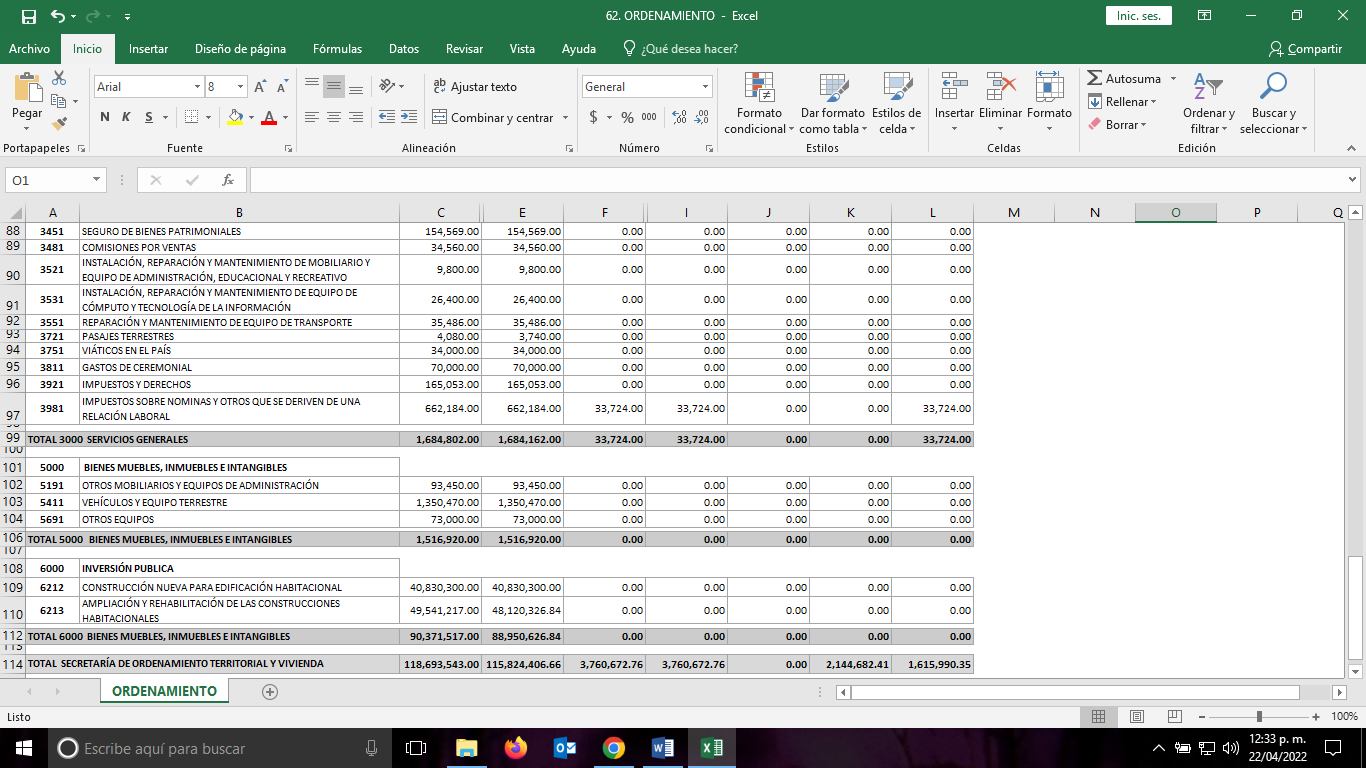 62. ORDENAMIENTO - Excel
Inic. ses.
Archivo Inicio Insertar Diseño de página Fórmulas Datos Revisar Vista Ayuda ¿Qué desea hacer? Compartir
Pegar
Arial 8
N K S
Ajustar texto
Combinar y centrar
General
$ % 000
Formato condicional
Dar formato como tabla
Estilos de celda
Insertar Eliminar Formato
Autosuma
Rellenar
Borrar
Ordenar y filtrar
Buscar y seleccionar
Portapapeles Fuente Alineación Número Estilos Celdas Edición
O1 fx
A B C E F I J K L M N O P Q
88 3451 SEGURO DE BIENES PATRIMONIALES 154,569.00 154,569.00 0.00 0.00 0.00 0.00 0.00
89 3481 COMISIONES POR VENTAS 34,560.00 34,560.00 0.00 0.00 0.00 0.00 0.00
90 3521 INSTALACIÓN, REPARACIÓN Y MANTENIMIENTO DE MOBILIARIO Y
EQUIPO DE ADMINISTRACIÓN, EDUCACIONAL Y RECREATIVO 9,800.00 9,800.00 0.00 0.00 0.00 0.00 0.00
91 3531 INSTALACIÓN, REPARACIÓN Y MANTENIMIENTO DE EQUIPO DE
CÓMPUTO Y TECNOLOGÍA DE LA INFORMACIÓN 26,400.00 26,400.00 0.00 0.00 0.00 0.00 0.00
92 3551 REPARACIÓN Y MANTENIMIENTO DE EQUIPO DE TRANSPORTE 35,486.00 35,486.00 0.00 0.00 0.00 0.00 0.00
93 3721 PASAJES TERRESTRES 4,080.00 3,740.00 0.00 0.00 0.00 0.00 0.00
94 3751 VIÁTICOS EN EL PAÍS 34,000.00 34,000.00 0.00 0.00 0.00 0.00 0.00
95 3811 GASTOS DE CEREMONIAL 70,000.00 70,000.00 0.00 0.00 0.00 0.00 0.00
96 3921 IMPUESTOS Y DERECHOS 165,053.00 165,053.00 0.00 0.00 0.00 0.00 0.00
97 3981 IMPUESTOS SOBRE NOMINAS Y OTROS QUE SE DERIVEN DE UNA
RELACIÓN LABORAL 662,184.00 662,184.00 33,724.00 33,724.00 0.00 0.00 33,724.00
99 TOTAL 3000 SERVICIOS GENERALES 1,684,802.00 1,684,162.00 33,724.00 33,724.00 0.00 0.00 33,724.00
100
101 5000 BIENES MUEBLES, INMUEBLES E INTANGIBLES
102 5191 OTROS MOBILIARIOS Y EQUIPOS DE ADMINISTRACIÓN 93,450.00 93,450.00 0.00 0.00 0.00 0.00 0.00
103 5411 VEHÍCULOS Y EQUIPO TERRESTRE 1,350,470.00 1,350,470.00 0.00 0.00 0.00 0.00 0.00
104 5691 OTROS EQUIPOS 73,000.00 73,000.00 0.00 0.00 0.00 0.00 0.00
106 TOTAL 5000 BIENES MUEBLES, INMUEBLES E INTANGIBLES 1,516,920.00 1,516,920.00 0.00 0.00 0.00 0.00 0.00
107
108 6000 INVERSIÓN PUBLICA
109 6212 CONSTRUCCIÓN NUEVA PARA EDIFICACIÓN HABITACIONAL 40,830,300.00 40,830,300.00 0.00 0.00 0.00 0.00 0.00
110 6213 AMPLIACIÓN Y REHABILITACIÓN DE LAS CONSTRUCCIONES
HABITACIONALES 49,541,217.00 48,120,326.84 0.00 0.00 0.00 0.00 0.00
112 TOTAL 6000 BIENES MUEBLES, INMUEBLES E INTANGIBLES 90,371,517.00 88,950,626.84 0.00 0.00 0.00 0.00 0.00
113
114 TOTAL SECRETARÍA DE ORDENAMIENTO TERRITORIAL Y VIVIENDA 118,693,543.00 115,824,406.66 3,760,672.76 3,760,672.76 0.00 2,144,682.41 1,615,990.35
ORDENAMIENTO
Listo 100%
Escribe aquí para buscar
12:33 p. m.
22/04/2022